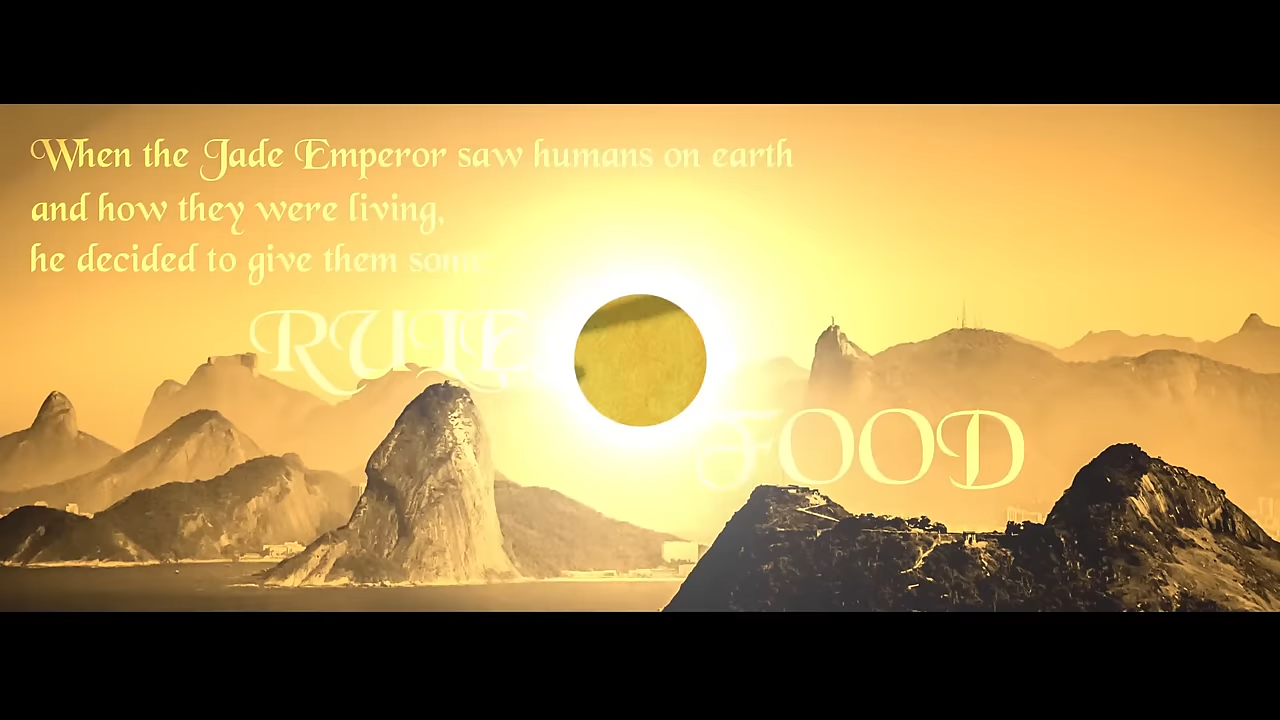 When the Jade Emperor saw humans on earth
and how they were living,
he decided to give them some
RULE
FOOD